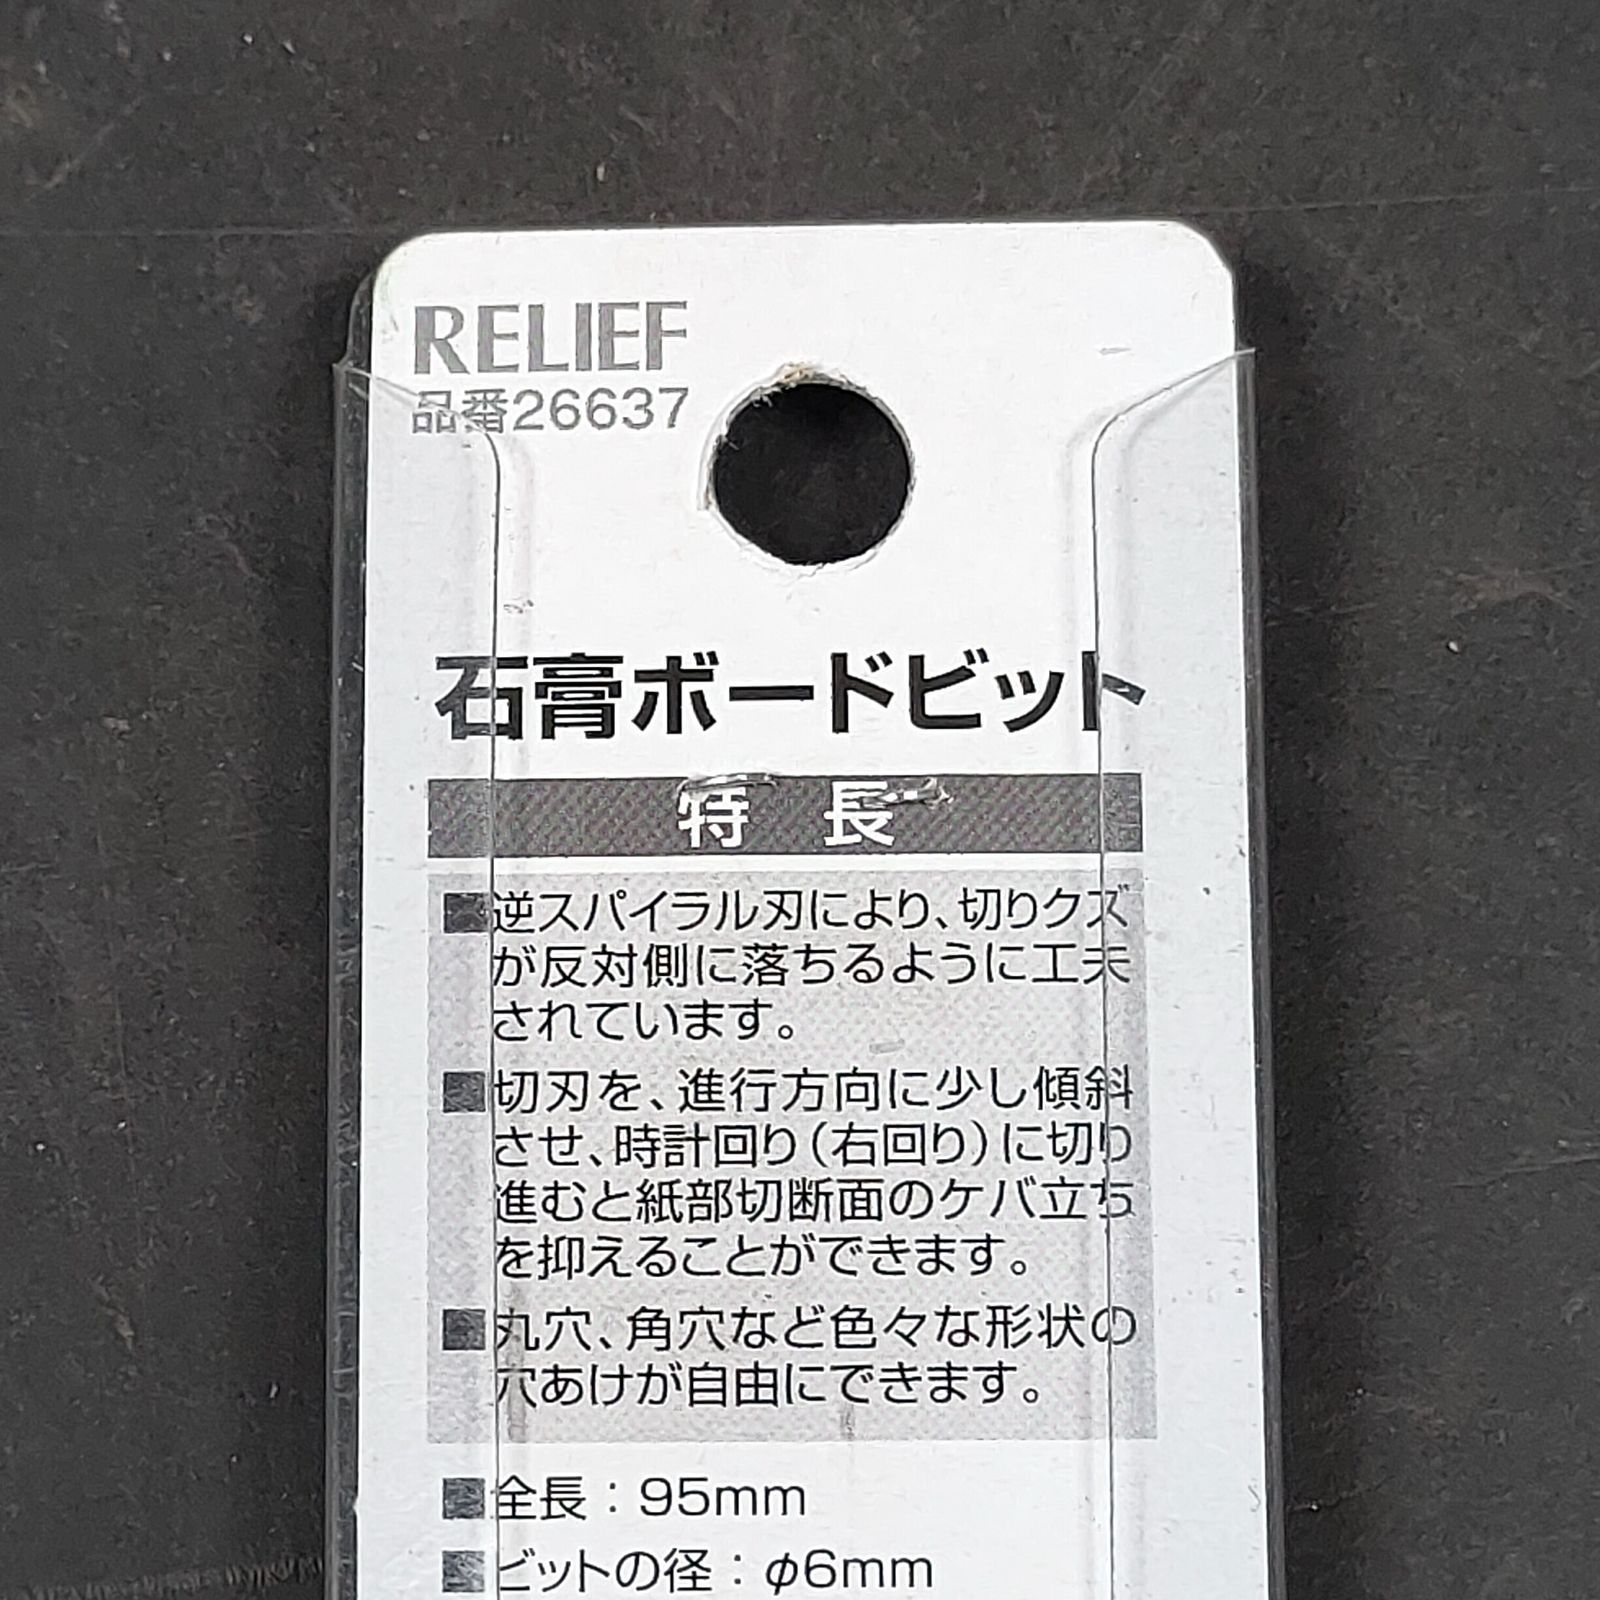 RELIEF
品番26637
石膏ボードビット
特 長
■逆スパイラル刃により、切りクズ
が反対側に落ちるように工夫
されています。
■切刃を、進行方向に少し傾斜
させ、時計回り(右回り)に切り
進むと紙部切断面のケバ立ち
を抑えることができます。
■丸穴、角穴など色々な形状の
穴あけが自由にできます。
■全長：95mm
■ビットの径：φ6mm